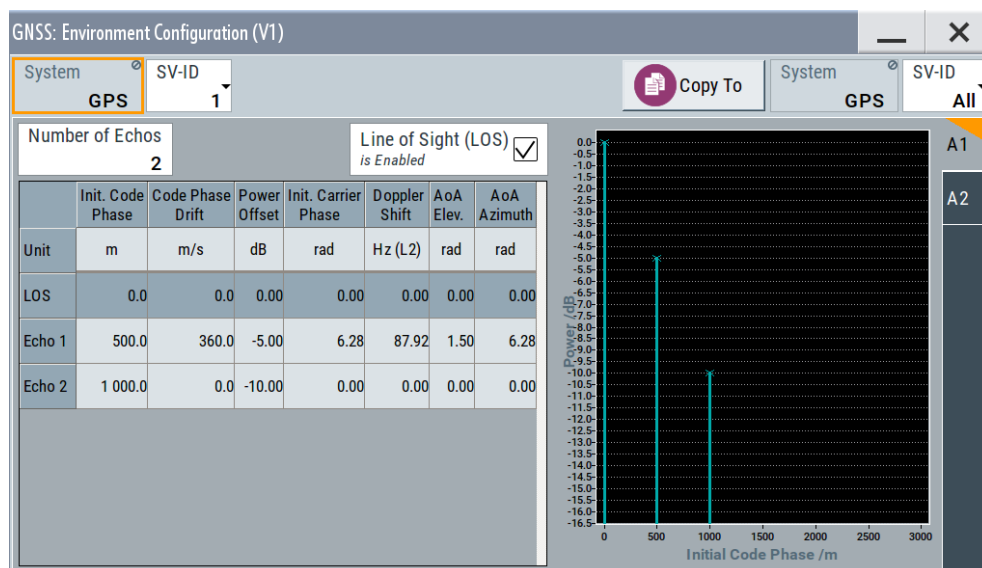 GNSS: Environment Configuration (V1)
System GPS
SV-ID 1
Copy To
System GPS
SV-ID All
Number of Echos
2
Line of Sight (LOS)
is Enabled
Init. Code Phase Code Phase Drift Power Offset Init. Carrier Phase Doppler Shift AoA Elev. AoA Azimuth
Unit m m/s dB rad Hz (L2) rad rad
LOS 0.0 0.0 0.00 0.00 0.00 0.00 0.00
Echo 1 500.0 360.0 -5.00 6.28 87.92 1.50 6.28
Echo 2 1 000.0 0.0 -10.00 0.00 0.00 0.00 0.00
Power /dB
0.0
-0.5
-1.0
-1.5
-2.0
-2.5
-3.0
-3.5
-4.0
-4.5
-5.0
-5.5
-6.0
-6.5
-7.0
-7.5
-8.0
-8.5
-9.0
-9.5
-10.0
-10.5
-11.0
-11.5
-12.0
-12.5
-13.0
-13.5
-14.0
-14.5
-15.0
-15.5
-16.0
-16.5
0 500 1000 1500 2000 2500 3000
Initial Code Phase /m
A1
A2